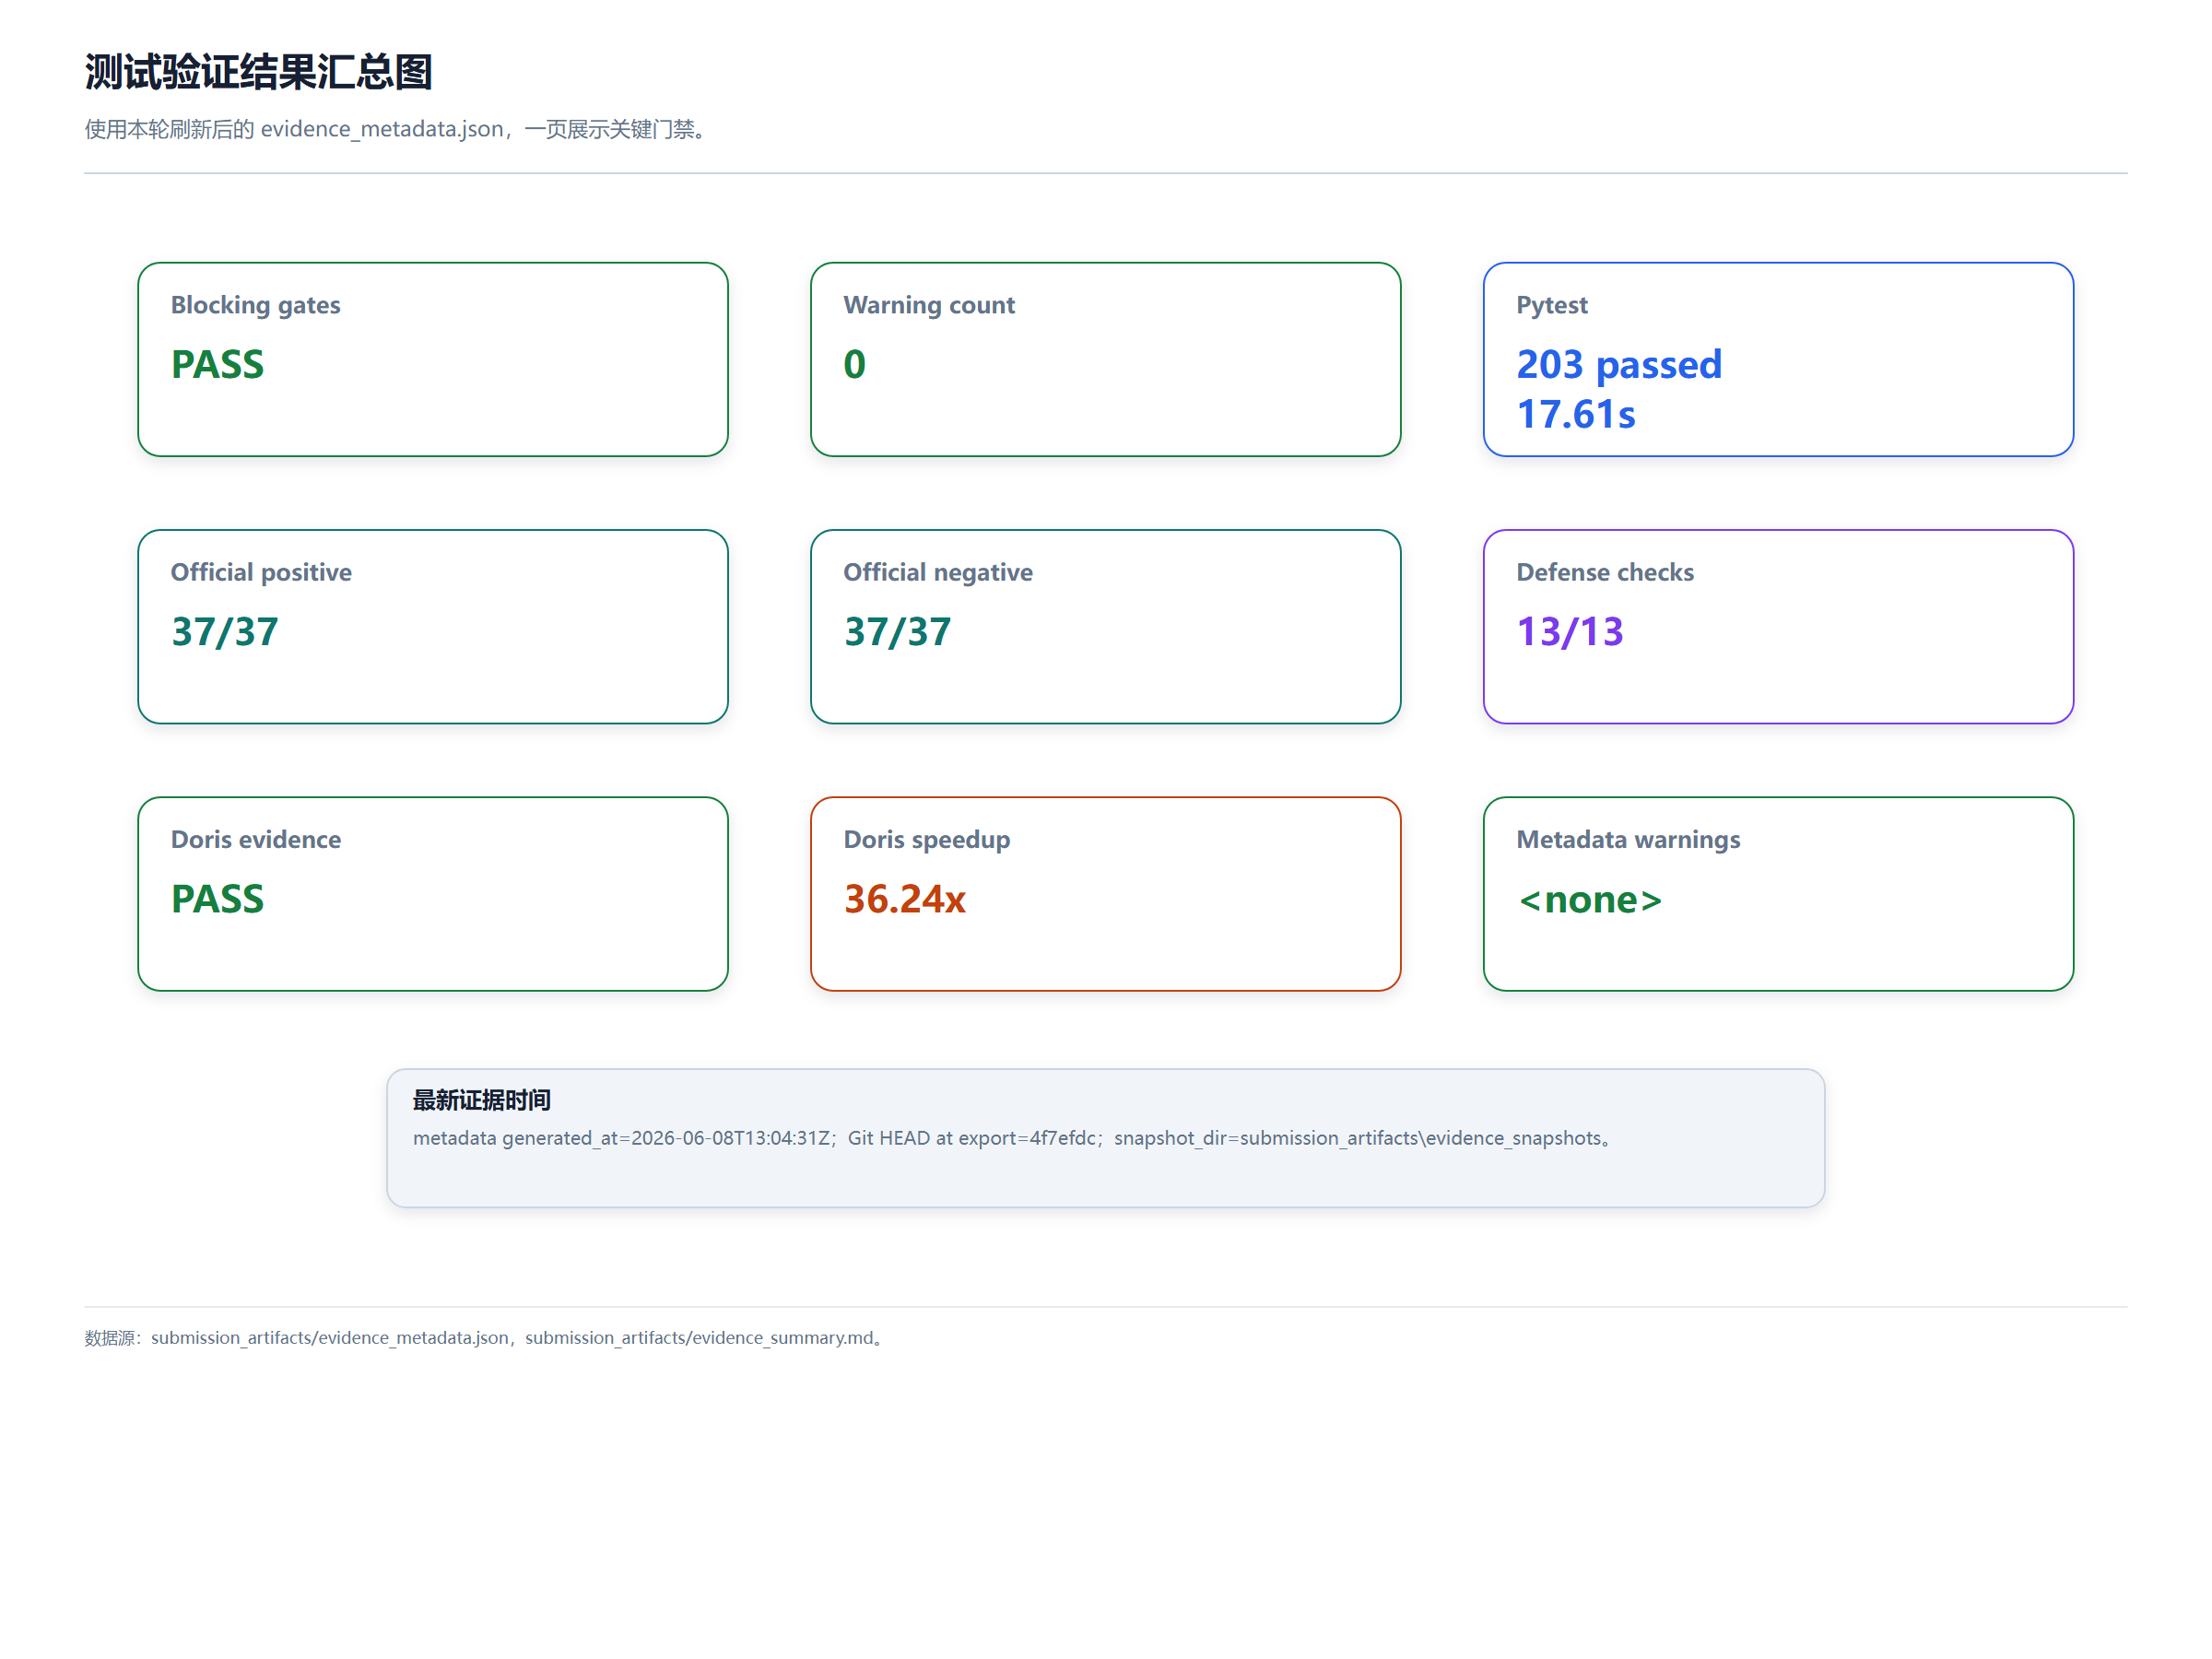 测试验证结果汇总图
使用本轮刷新后的 evidence_metadata.json，一页展示关键门禁。
Blocking gates
PASS
Warning count
0
Pytest
203 passed
17.61s
Official positive
37/37
Official negative
37/37
Defense checks
13/13
Doris evidence
PASS
Doris speedup
36.24x
Metadata warnings
<none>
最新证据时间
metadata generated_at=2026-06-08T13:04:31Z；Git HEAD at export=4f7efdc；snapshot_dir=submission_artifacts\evidence_snapshots。
数据源：submission_artifacts/evidence_metadata.json，submission_artifacts/evidence_summary.md。